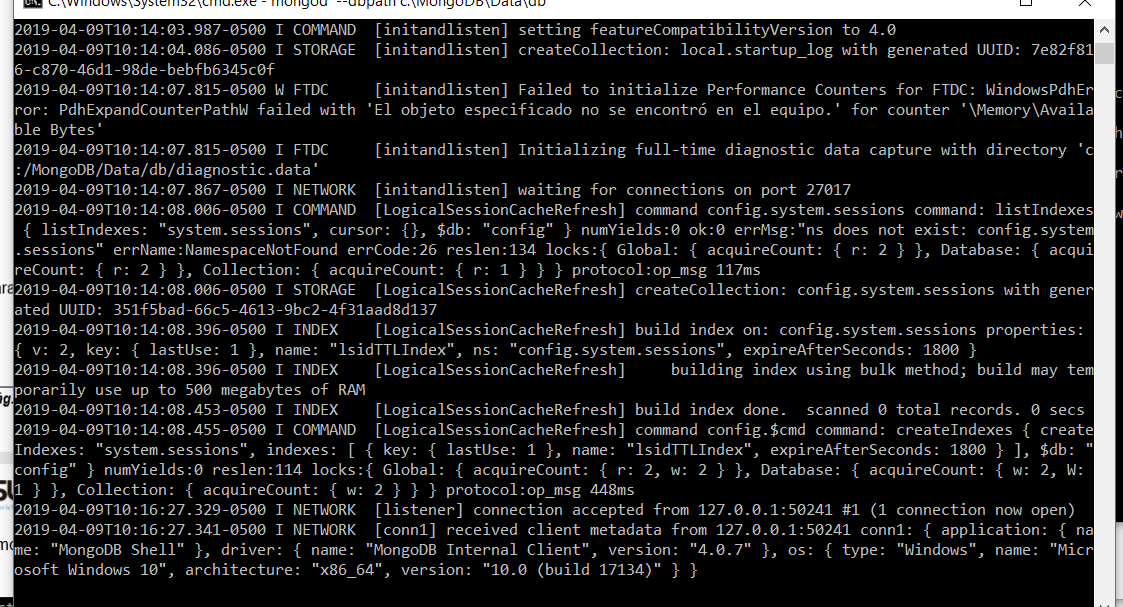 C:\Windows\System32\cmd.exe - mongod --dbpath c:\MongoDB\Data\db
2019-04-09T10:14:03.987-0500 I COMMAND  [initandlisten] setting featureCompatibilityVersion to 4.0
2019-04-09T10:14:04.086-0500 I STORAGE  [initandlisten] createCollection: local.startup_log with generated UUID: 7e82f81
6-c870-46d1-98de-bebfb6345c0f
2019-04-09T10:14:07.815-0500 W FTDC     [initandlisten] Failed to initialize Performance Counters for FTDC: WindowsPdhEr
ror: PdhExpandCounterPathW failed with 'El objeto especificado no se encontró en el equipo.' for counter '\Memory\Availa
ble Bytes'
2019-04-09T10:14:07.815-0500 I FTDC     [initandlisten] Initializing full-time diagnostic data capture with directory 'c
:/MongoDB/Data/db/diagnostic.data'
2019-04-09T10:14:07.867-0500 I NETWORK  [initandlisten] waiting for connections on port 27017
2019-04-09T10:14:08.006-0500 I COMMAND  [LogicalSessionCacheRefresh] command config.system.sessions command: listIndexes
 { listIndexes: "system.sessions", cursor: {}, $db: "config" } numYields:0 ok:0 errMsg:"ns does not exist: config.system
.sessions" errName:NamespaceNotFound errCode:26 reslen:134 locks:{ Global: { acquireCount: { r: 2 } }, Database: { acqui
reCount: { r: 2 } }, Collection: { acquireCount: { r: 1 } } } protocol:op_msg 117ms
2019-04-09T10:14:08.006-0500 I STORAGE  [LogicalSessionCacheRefresh] createCollection: config.system.sessions with gener
ated UUID: 351f5bad-66c5-4613-9bc2-4f31aad8d137
2019-04-09T10:14:08.396-0500 I INDEX    [LogicalSessionCacheRefresh] build index on: config.system.sessions properties:
{ v: 2, key: { lastUse: 1 }, name: "lsidTTLIndex", ns: "config.system.sessions", expireAfterSeconds: 1800 }
2019-04-09T10:14:08.396-0500 I INDEX    [LogicalSessionCacheRefresh]     building index using bulk method; build may tem
porarily use up to 500 megabytes of RAM
2019-04-09T10:14:08.453-0500 I INDEX    [LogicalSessionCacheRefresh] build index done.  scanned 0 total records. 0 secs
2019-04-09T10:14:08.455-0500 I COMMAND  [LogicalSessionCacheRefresh] command config.$cmd command: createIndexes { create
Indexes: "system.sessions", indexes: [ { key: { lastUse: 1 }, name: "lsidTTLIndex", expireAfterSeconds: 1800 } ], $db: "
config" } numYields:0 reslen:114 locks:{ Global: { acquireCount: { r: 2, w: 2 } }, Database: { acquireCount: { w: 2, W:
1 } }, Collection: { acquireCount: { w: 2 } } } protocol:op_msg 448ms
2019-04-09T10:16:27.329-0500 I NETWORK  [listener] connection accepted from 127.0.0.1:50241 #1 (1 connection now open)
2019-04-09T10:16:27.341-0500 I NETWORK  [conn1] received client metadata from 127.0.0.1:50241 conn1: { application: { na
me: "MongoDB Shell" }, driver: { name: "MongoDB Internal Client", version: "4.0.7" }, os: { type: "Windows", name: "Micr
osoft Windows 10", architecture: "x86_64", version: "10.0 (build 17134)" } }